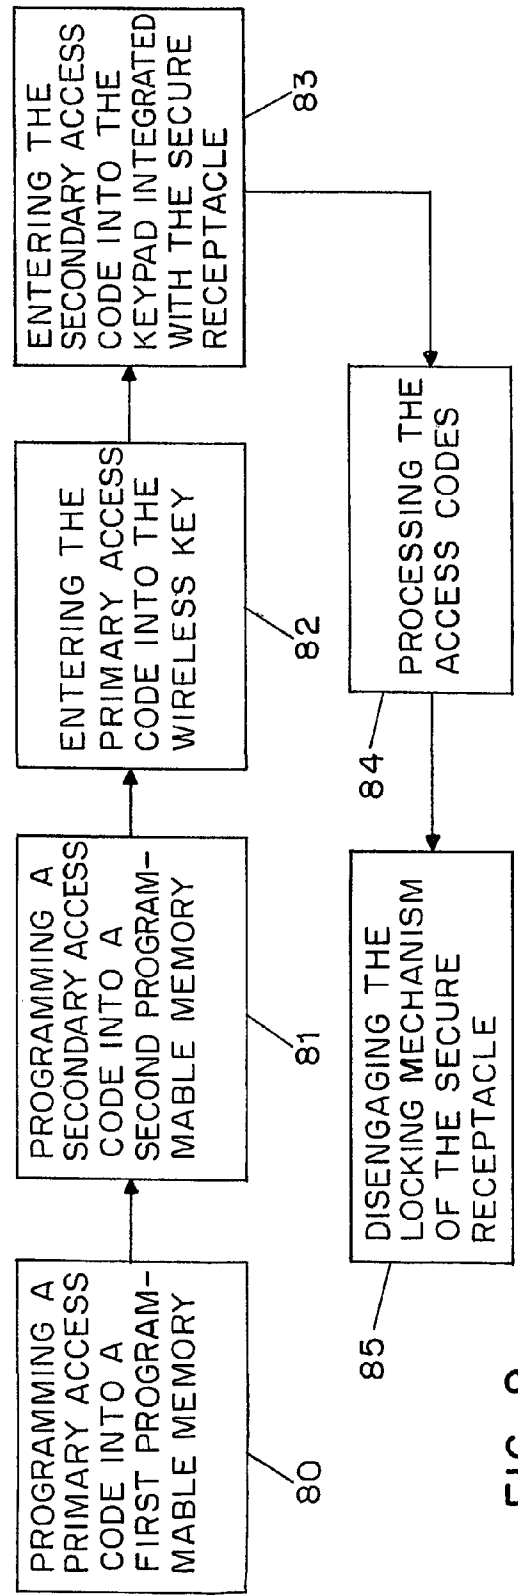 PROGRAMMING A
PRIMARY ACCESS
CODE INTO A
FIRST PROGRAM-
MABLE MEMORY
80
PROGRAMMING A
SECONDARY ACCESS
CODE INTO A
SECOND PROGRAM-
MABLE MEMORY
81
ENTERING THE
PRIMARY ACCESS
CODE INTO THE
WIRELESS KEY
82
ENTERING THE
SECONDARY ACCESS
CODE INTO THE
KEYPAD INTEGRATED
WITH THE SECURE
RECEPTACLE
83
84
PROCESSING THE
ACCESS CODES
85
DISENGAGING THE
LOCKING MECHANISM
OF THE SECURE
RECEPTACLE
FIG.